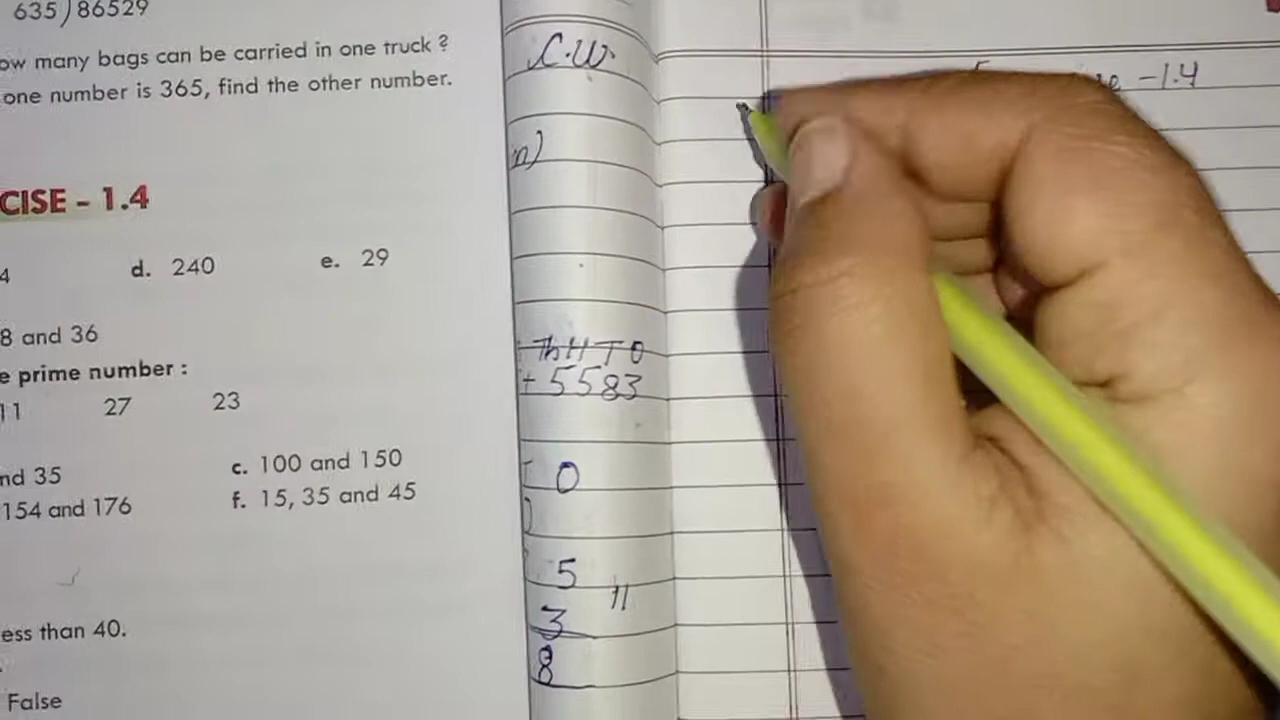 635)86529
ow many bags can be carried in one truck ?
one number is 365, find the other number.
CISE - 1.4
4 d. 240 e. 29
8 and 36
e prime number :
11 27 23
nd 35 c. 100 and 150
154 and 176 f. 15, 35 and 45
ess than 40.
False
C.W.
n)
Th H T O
+ 5583
0
5 //
3
8
-1.4